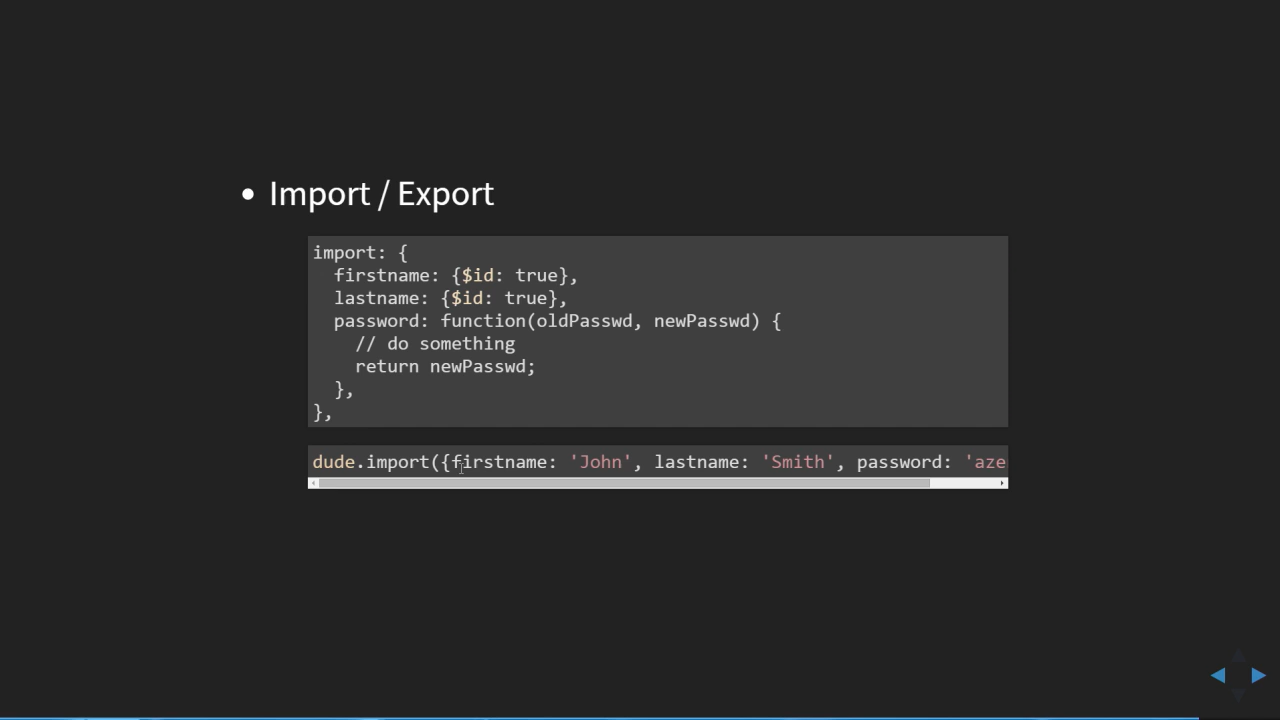 • Import / Export
import: {
  firstname: {$id: true},
  lastname: {$id: true},
  password: function(oldPasswd, newPasswd) {
    // do something
    return newPasswd;
  },
},
dude.import({firstname: 'John', lastname: 'Smith', password: 'aze